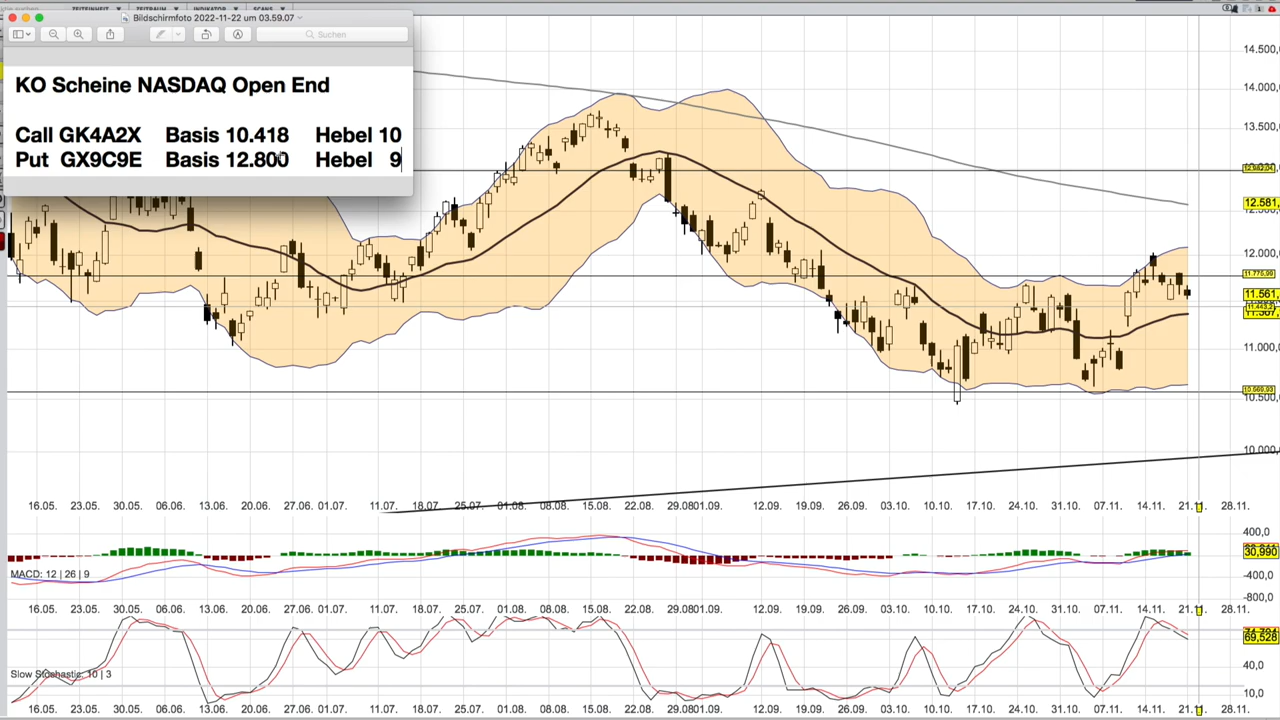 ZEITEINHEIT ZEITRAUM INDIKATOR SCANS
Bildschirmfoto 2022-11-22 um 03.59.07
Suchen
KO Scheine NASDAQ Open End
Call GK4A2X Basis 10.418 Hebel 10
Put GX9C9E Basis 12.800 Hebel 9
14.500,
14.000,
13.500,
12.581,
12.000,
11.561,
11.000,
10.500,
10.000,
16.05. 23.05. 30.05. 06.06. 13.06. 20.06. 27.06. 01.07. 11.07. 18.07. 25.07. 01.08. 08.08. 15.08. 22.08. 29.08. 01.09. 12.09. 19.09. 26.09. 03.10. 10.10. 17.10. 24.10. 31.10. 07.11. 14.11. 21.11. 28.11.
400,0
30,990
-400,0
-800,0
MACD: 12 | 26 | 9
16.05. 23.05. 30.05. 06.06. 13.06. 20.06. 27.06. 01.07. 11.07. 18.07. 25.07. 01.08. 08.08. 15.08. 22.08. 29.08. 01.09. 12.09. 19.09. 26.09. 03.10. 10.10. 17.10. 24.10. 31.10. 07.11. 14.11. 21.11. 28.11.
69,528
40,0
Slow Stochastic: 10 | 3
10,0
16.05. 23.05. 30.05. 06.06. 13.06. 20.06. 27.06. 01.07. 11.07. 18.07. 25.07. 01.08. 08.08. 15.08. 22.08. 29.08. 01.09. 12.09. 19.09. 26.09. 03.10. 10.10. 17.10. 24.10. 31.10. 07.11. 14.11. 21.11. 28.11.